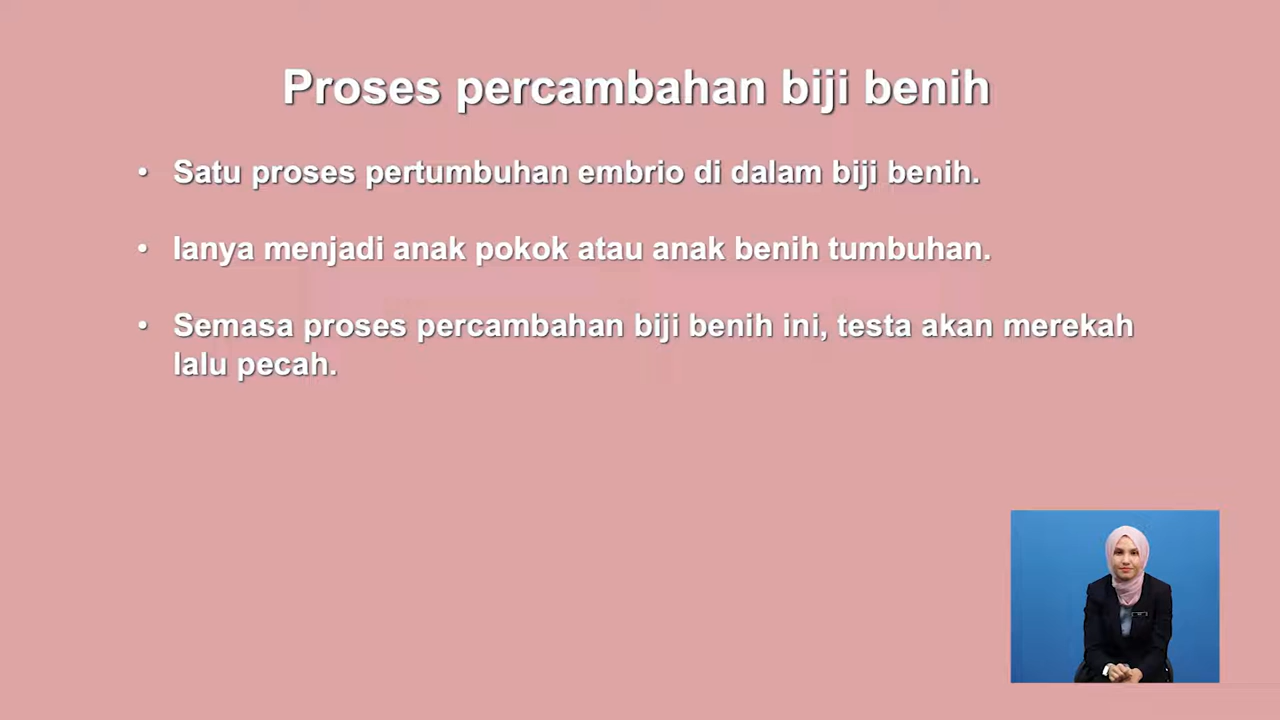 Proses percambahan biji benih
• Satu proses pertumbuhan embrio di dalam biji benih.
• Ianya menjadi anak pokok atau anak benih tumbuhan.
• Semasa proses percambahan biji benih ini, testa akan merekah
lalu pecah.